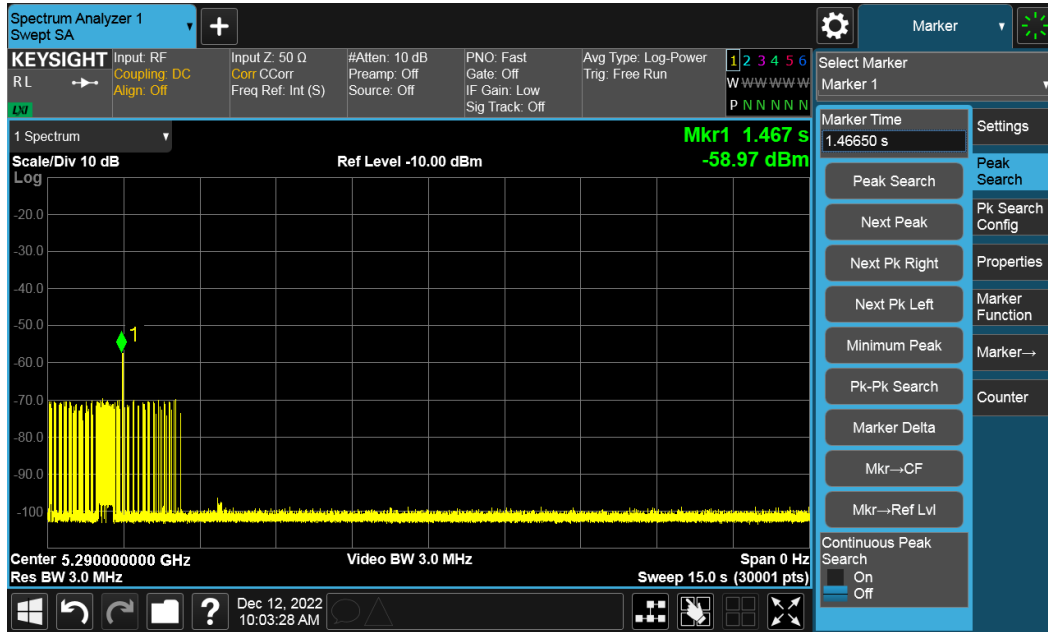 Spectrum Analyzer 1
Swept SA
Marker
KEYSIGHT
RL
LXI
Input: RF
Coupling: DC
Align: Off
Input Z: 50 Ω
Corr CCorr
Freq Ref: Int (S)
#Atten: 10 dB
Preamp: Off
Source: Off
PNO: Fast
Gate: Off
IF Gain: Low
Sig Track: Off
Avg Type: Log-Power
Trig: Free Run
1 2 3 4 5 6
W W W W W W
P N N N N N
Select Marker
Marker 1
1 Spectrum
Mkr1 1.467 s
Scale/Div 10 dB
Ref Level -10.00 dBm
-58.97 dBm
Log
-20.0
-30.0
-40.0
-50.0
-60.0
-70.0
-80.0
-90.0
-100
1
Center 5.290000000 GHz
Video BW 3.0 MHz
Span 0 Hz
Res BW 3.0 MHz
Sweep 15.0 s (30001 pts)
Marker Time
1.46650 s
Peak Search
Next Peak
Next Pk Right
Next Pk Left
Minimum Peak
Pk-Pk Search
Marker Delta
Mkr→CF
Mkr→Ref Lvl
Continuous Peak
Search
On
Off
Settings
Peak
Search
Pk Search
Config
Properties
Marker
Function
Marker→
Counter
?
Dec 12, 2022
10:03:28 AM